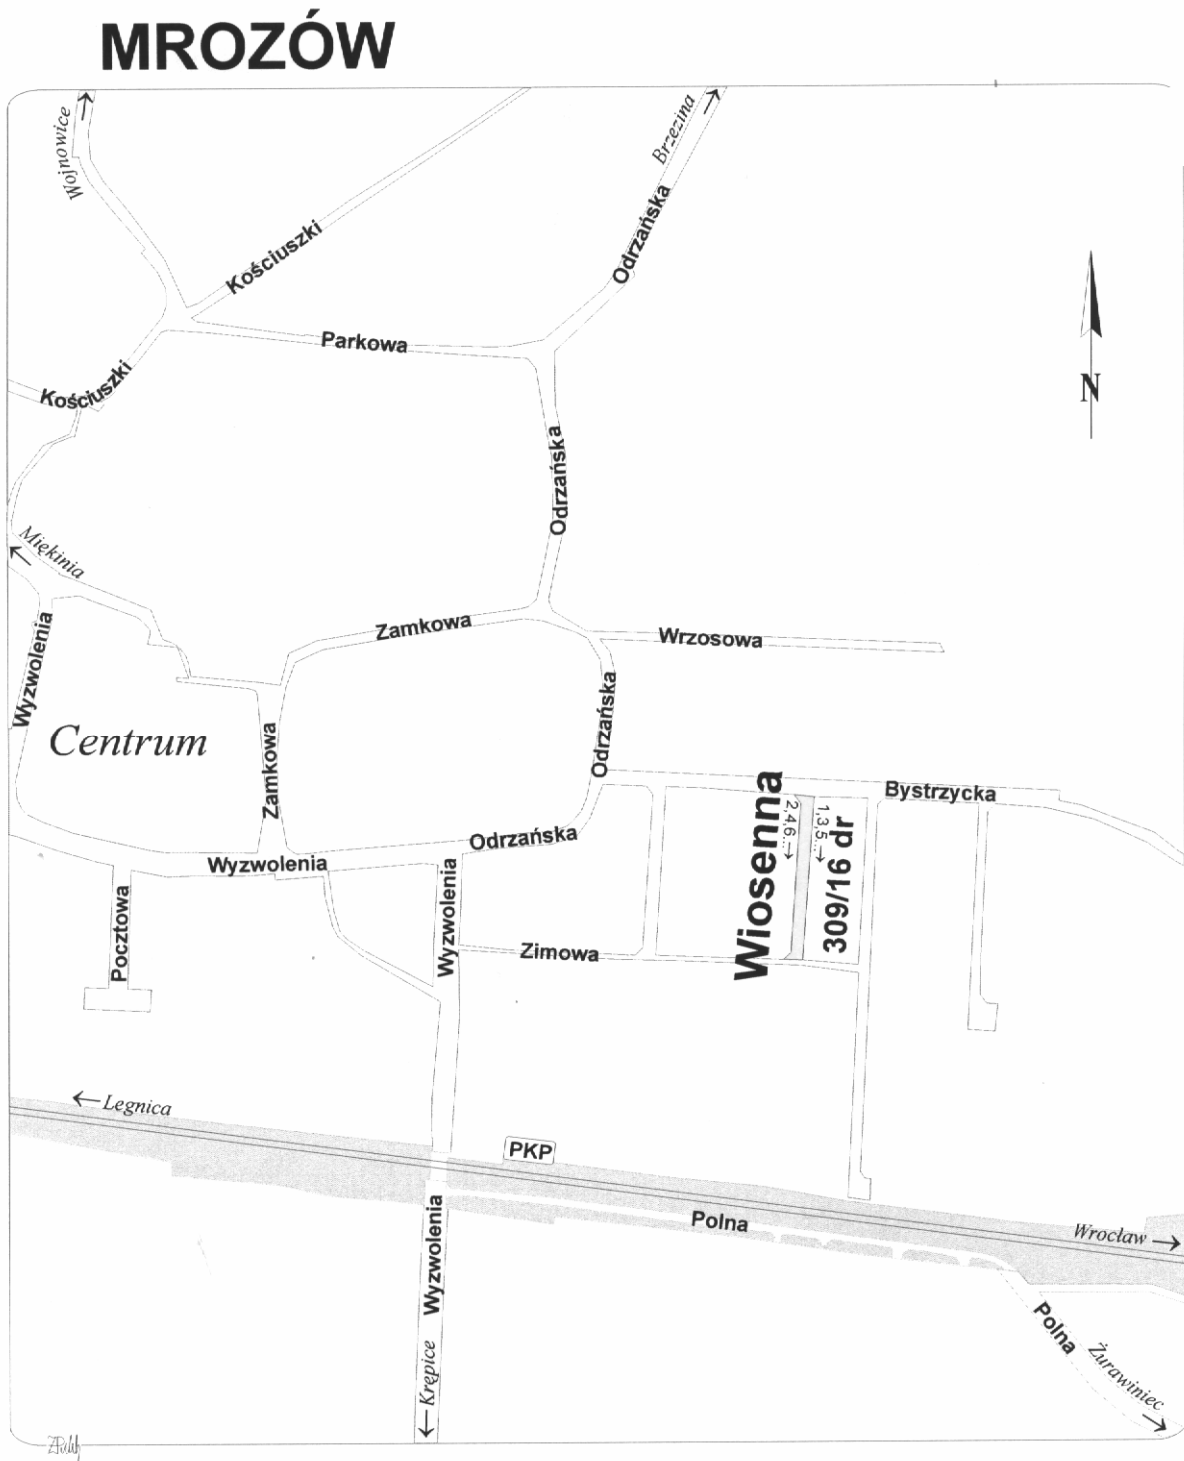 MROZÓW
Wojnowice
Brzezina
Kościuszki
Odrzańska
Parkowa
Kościuszki
N
Odrzańska
Miękinia
Zamkowa
Wrzosowa
Wyzwolenia
Odrzańska
Centrum
Zamkowa
Bystrzycka
Wiosenna
2,4,6...→
1,3,5...→
309/16 dr
Odrzańska
Wyzwolenia
Wyzwolenia
Pocztowa
Zimowa
←Legnica
PKP
Polna
Wrocław→
Wyzwolenia
Polna
Żurawiniec→
←Krępice